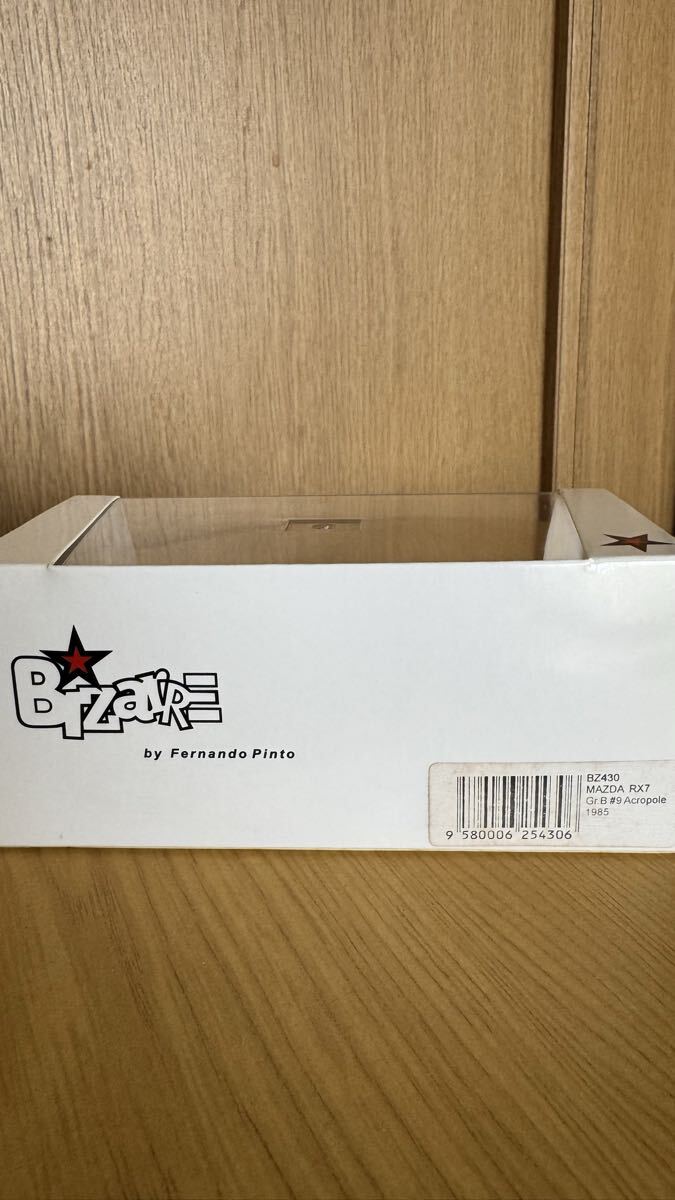 BizaRRE
by Fernando Pinto
BZ430
MAZDA RX7
Gr.B #9 Acropole
1985
9 580006 254306